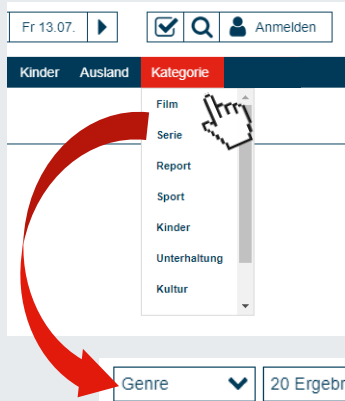 Fr 13.07. Anmelden
Kinder Ausland Kategorie
Film
Serie
Report
Sport
Kinder
Unterhaltung
Kultur
Genre 20 Ergebn